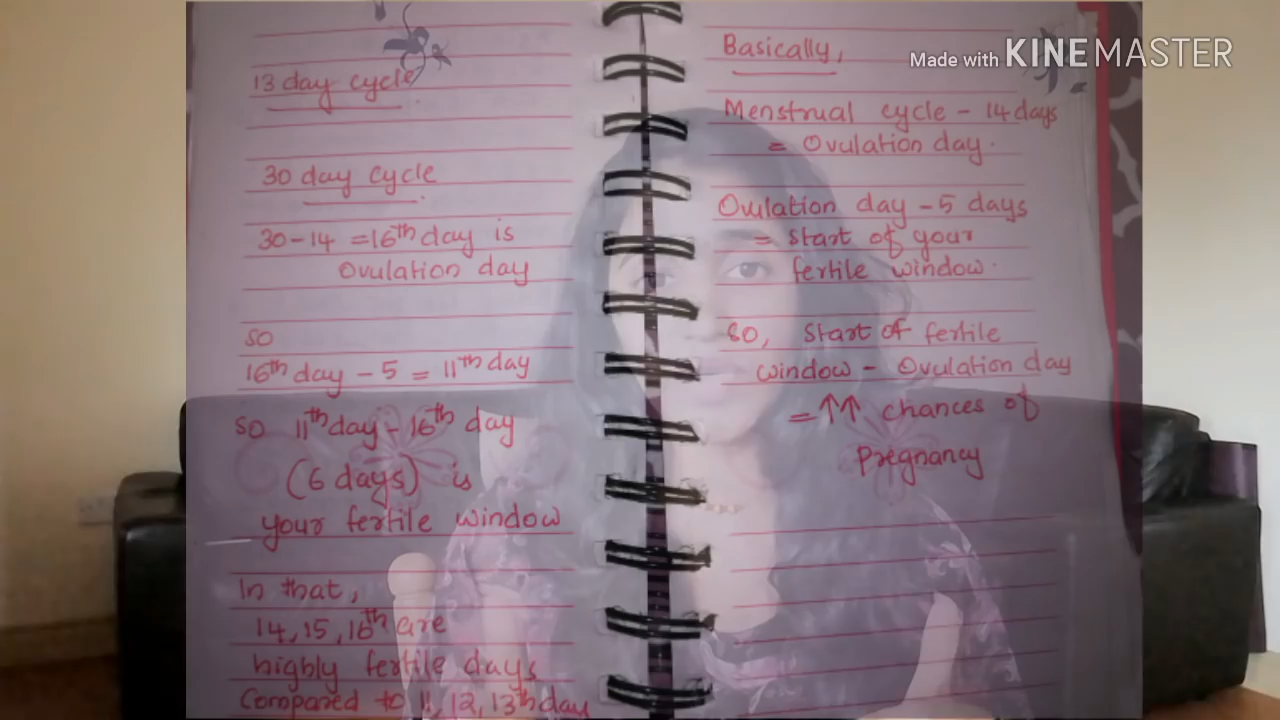 13 day cycle
30 day cycle
30-14 = 16th day is
Ovulation day
so
16th day - 5 = 11th day
so 11th day - 16th day
(6 days) is
your fertile window
In that,
14, 15, 16th are
highly fertile days
Compared to 11, 12, 13th day
Made with KINEMASTER
Basically,
Menstrual cycle - 14 days
= Ovulation day.
Ovulation day - 5 days
= Start of your
fertile window.
So, Start of fertile
window - Ovulation day
= ↑↑ chances of
Pregnancy